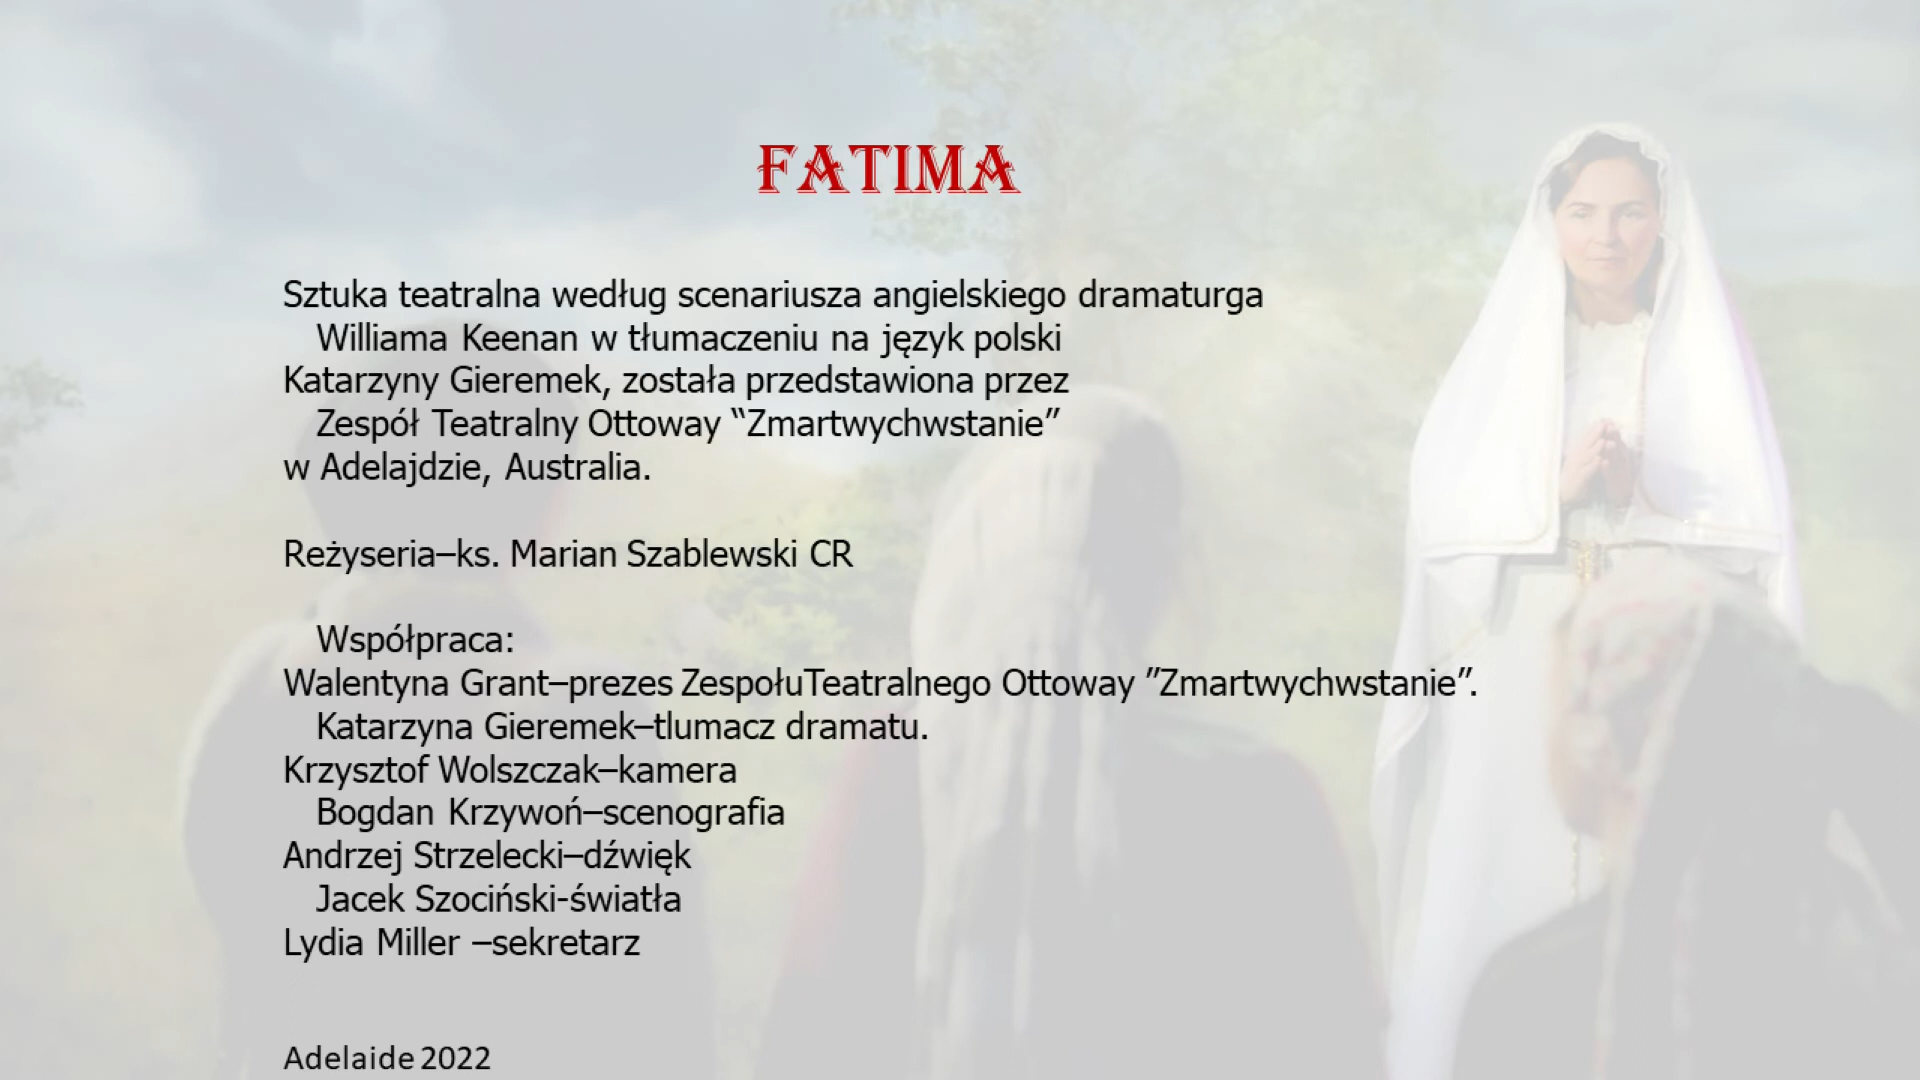 FATIMA
Sztuka teatralna według scenariusza angielskiego dramaturga
Williama Keenan w tłumaczeniu na język polski
Katarzyny Gieremek, została przedstawiona przez
Zespół Teatralny Ottoway “Zmartwychwstanie”
w Adelajdzie, Australia.
Reżyseria–ks. Marian Szablewski CR
Współpraca:
Walentyna Grant–prezes ZespołuTeatralnego Ottoway ”Zmartwychwstanie”.
Katarzyna Gieremek–tlumacz dramatu.
Krzysztof Wolszczak–kamera
Bogdan Krzywoń–scenografia
Andrzej Strzelecki–dźwięk
Jacek Szociński-światła
Lydia Miller –sekretarz
Adelaide 2022